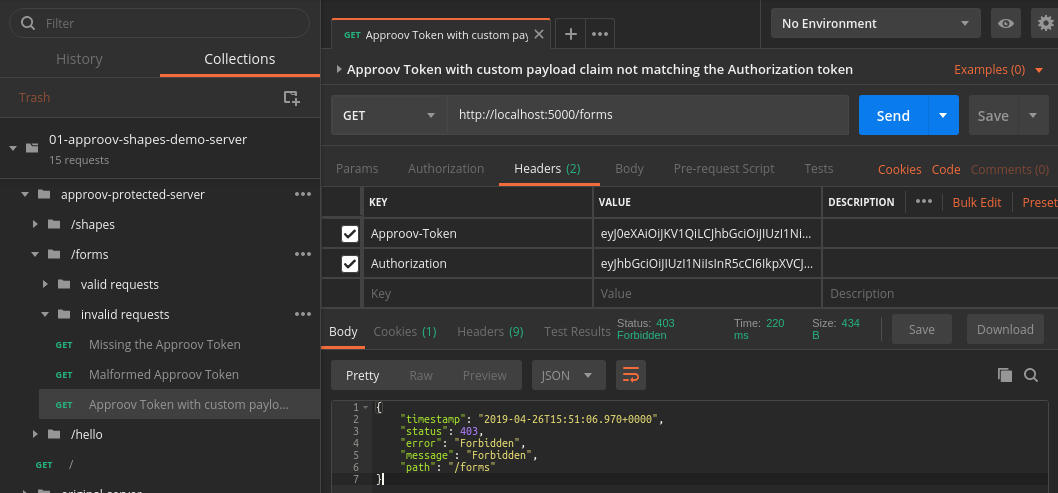 Filter
History
Collections
Trash
01-approov-shapes-demo-server
15 requests
approov-protected-server
/shapes
/forms
valid requests
invalid requests
GET Missing the Approov Token
GET Malformed Approov Token
GET Approov Token with custom paylo...
/hello
GET /
original-server
GET Approov Token with custom pay
No Environment
Approov Token with custom payload claim not matching the Authorization token
Examples (0)
GET
http://localhost:5000/forms
Send
Save
Params
Authorization
Headers (2)
Body
Pre-request Script
Tests
Cookies
Code
Comments (0)
KEY
VALUE
DESCRIPTION
Bulk Edit
Preset
Approov-Token
eyJ0eXAiOiJKV1QiLCJhbGciOiJIUzI1Ni...
Authorization
eyJhbGciOiJIUzI1NiIsInR5cCI6IkpXVCJ...
Key
Value
Description
Body
Cookies (1)
Headers (9)
Test Results
Status: 403
Forbidden
Time: 220
ms
Size: 434
B
Save
Download
Pretty
Raw
Preview
JSON
1 {
2 "timestamp": "2019-04-26T15:51:06.970+0000",
3 "status": 403,
4 "error": "Forbidden",
5 "message": "Forbidden",
6 "path": "/forms"
7 }